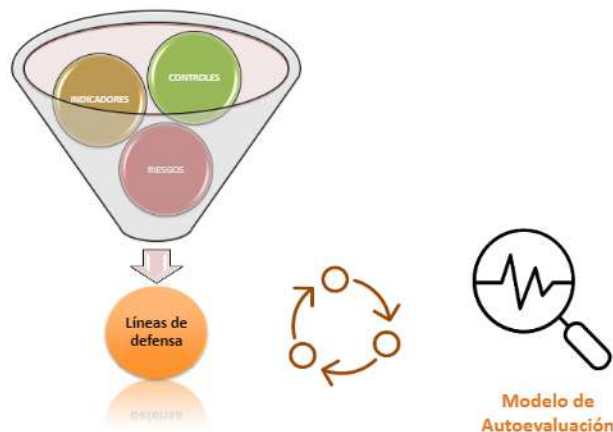 CONTROLES
INDICADORES
RIESGOS
Líneas de
defensa
Modelo de
Autoevaluación